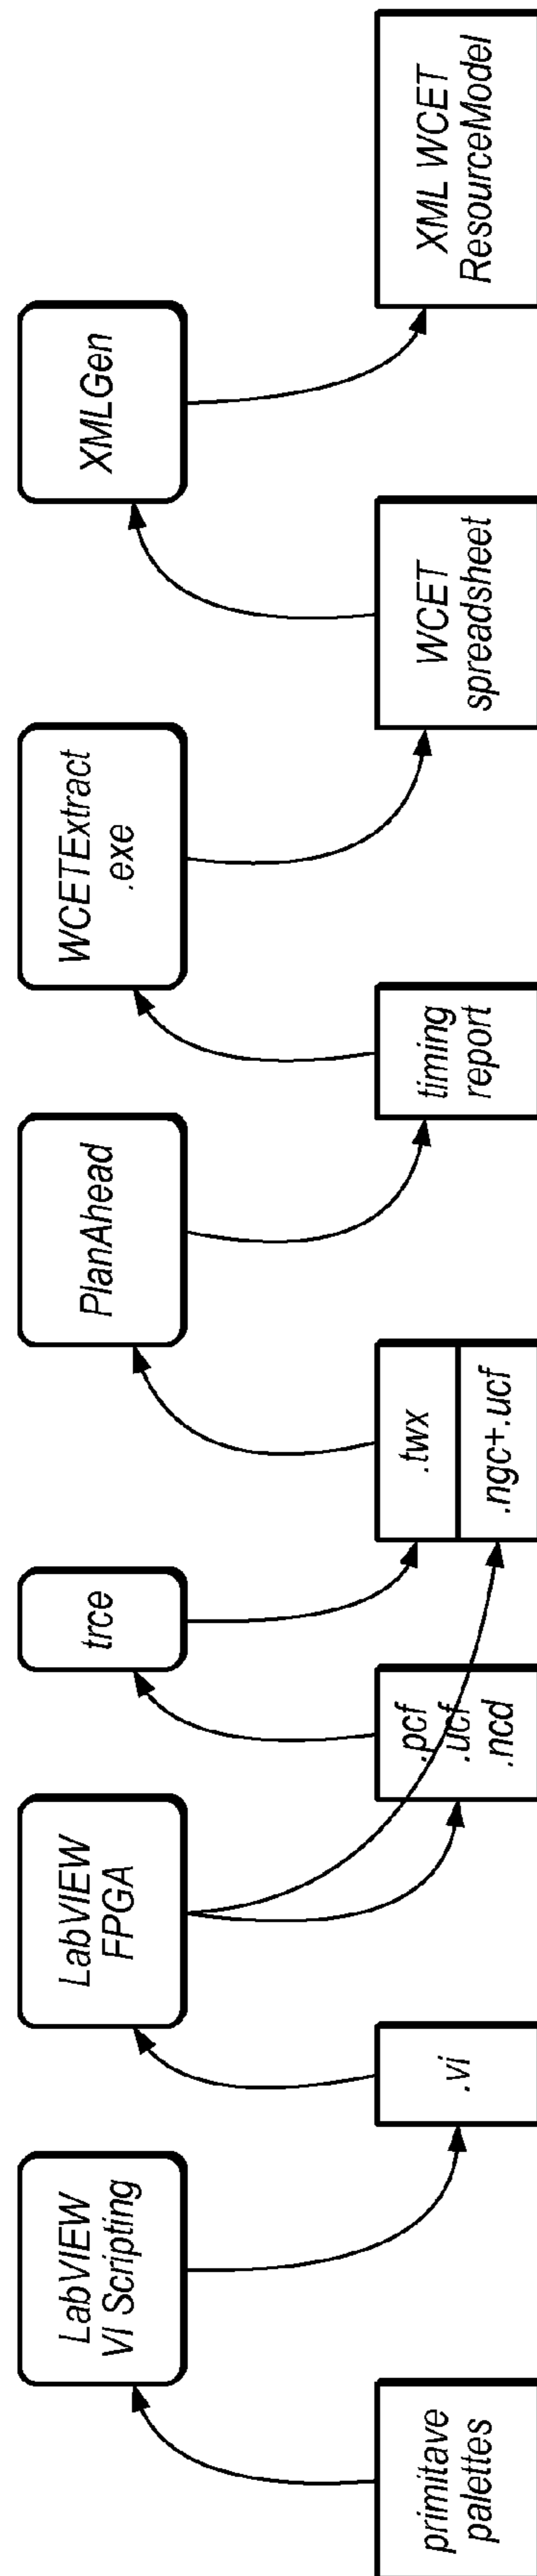 primitave
palettes
LabVIEW
VI Scripting
.vi
LabVIEW
FPGA
.pcf
.ucf
.ncd
trce
.twx
.ngc+.ucf
PlanAhead
timing
report
WCETExtract
.exe
WCET
spreadsheet
XMLGen
XML WCET
ResourceModel